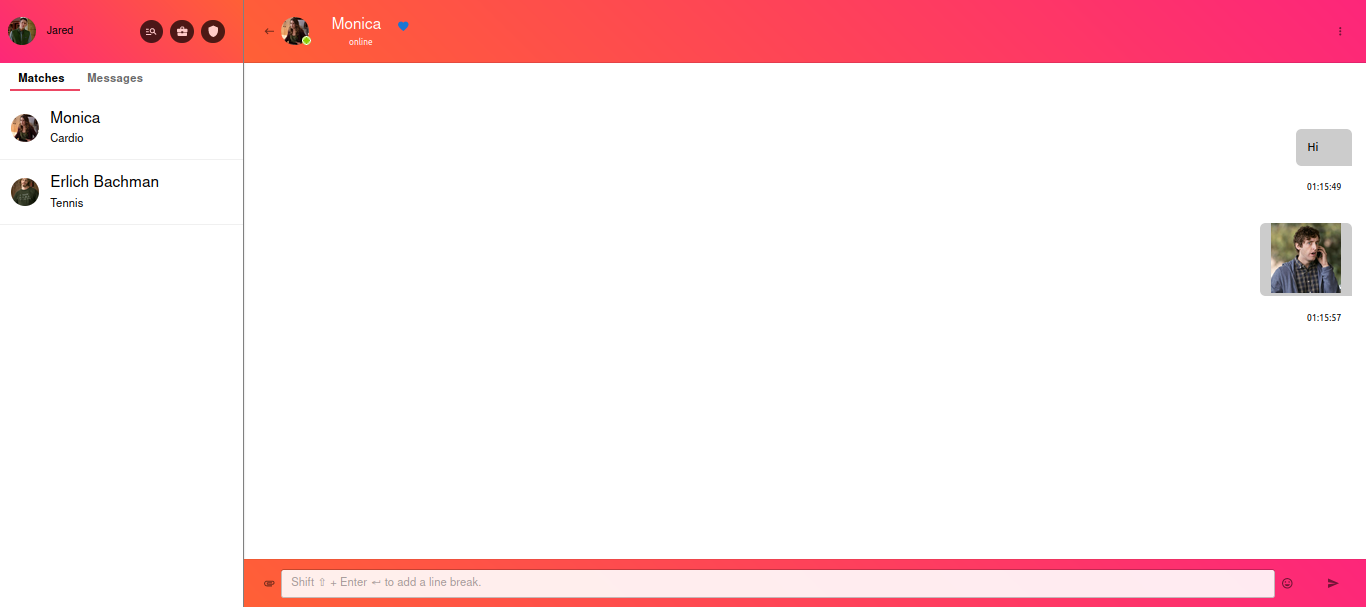 Jared
Matches Messages
Monica
Cardio
Erlich Bachman
Tennis
Monica
online
Hi
01:15:49
01:15:57
Shift ⇧ + Enter ↩ to add a line break.